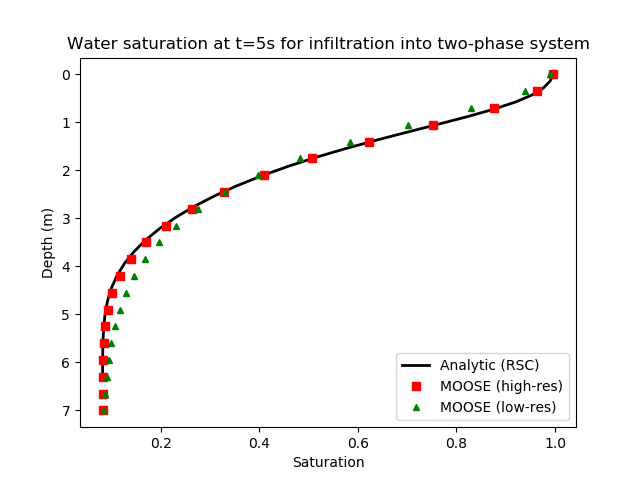 Water saturation at t=5s for infiltration into two-phase system
0
1
2
3
4
5
6
7
Depth (m)
0.2
0.4
0.6
0.8
1.0
Saturation
Analytic (RSC)
MOOSE (high-res)
MOOSE (low-res)